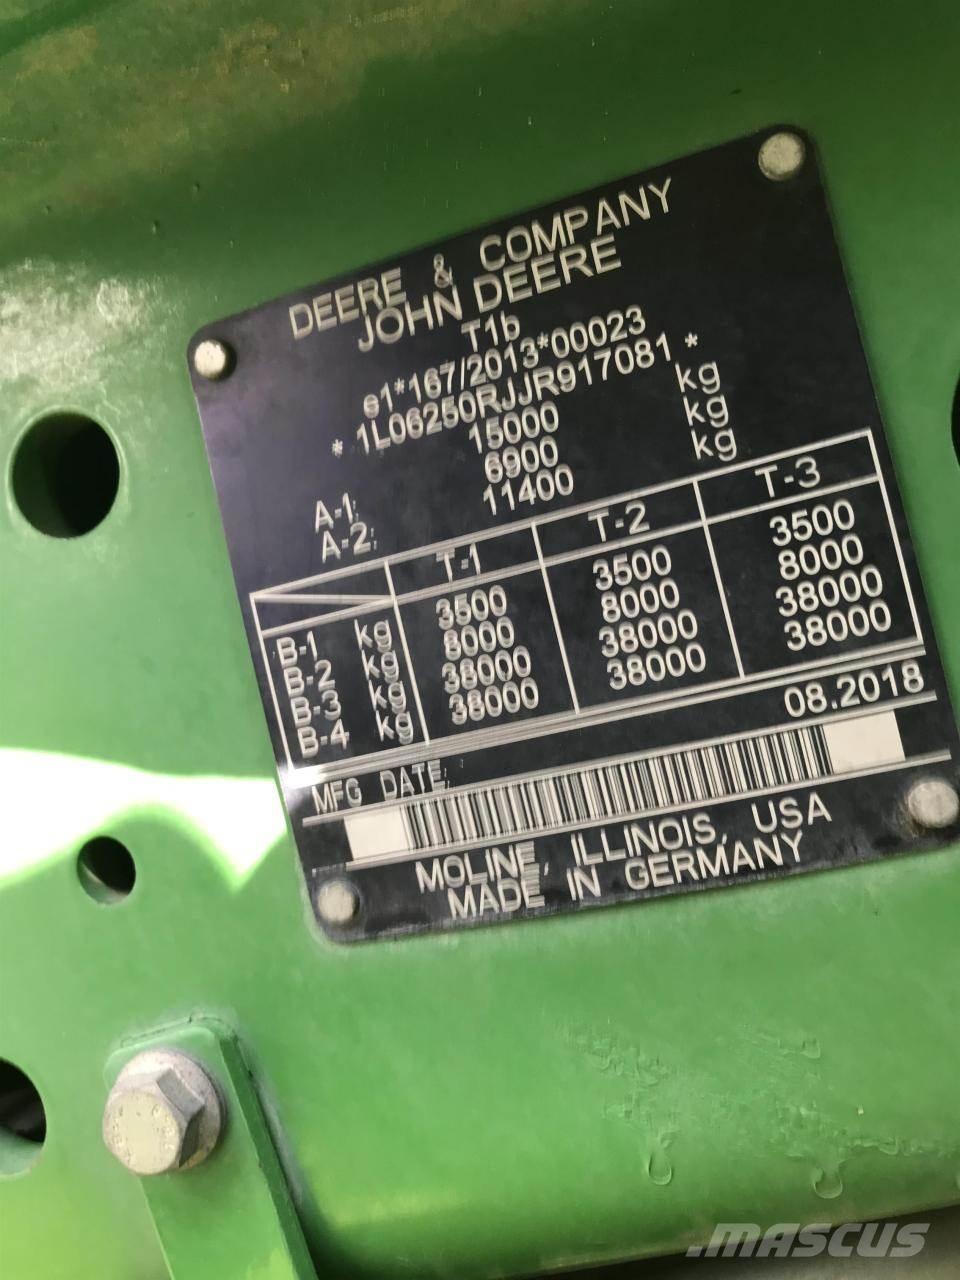 DEERE & COMPANY
JOHN DEERE
T1b
e1*167/2013*00023
* 1L06250RJJR917081 *
15000 kg
A-1: 6900 kg
A-2: 11400 kg
T-1 T-2 T-3
B-1 kg 3500 3500 3500
B-2 kg 8000 8000 8000
B-3 kg 38000 38000 38000
B-4 kg 38000 38000 38000
MFG DATE: 08.2018
MOLINE, ILLINOIS, USA
MADE IN GERMANY
MASCUS